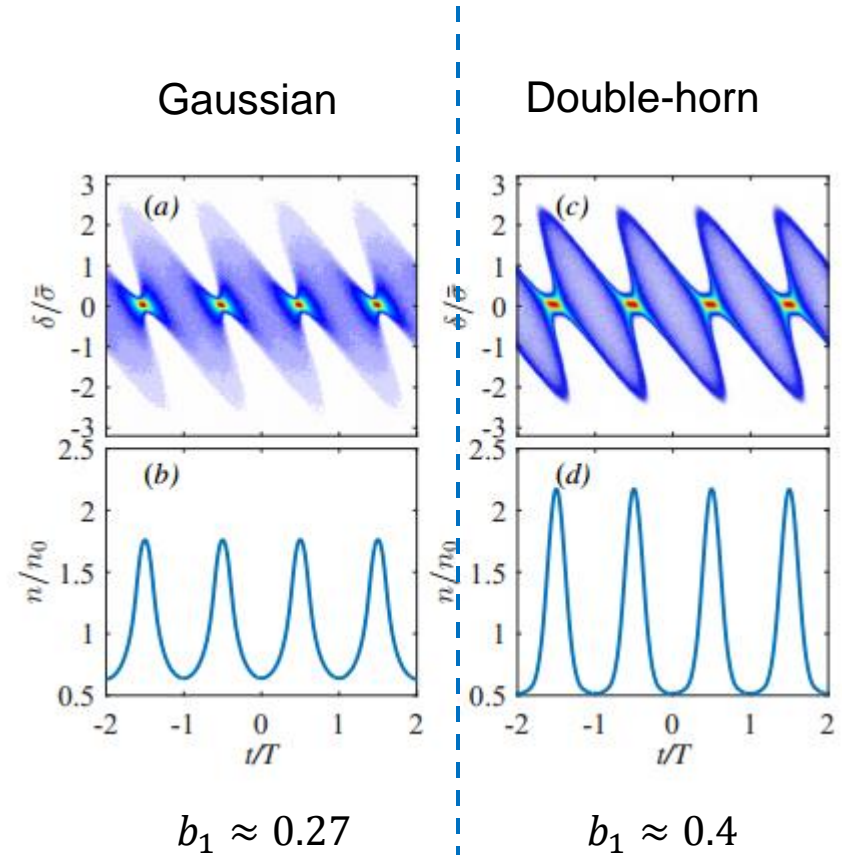 Gaussian
Double-horn
(a)
3
2
1
0
-1
-2
-3
δ/σ̄
(c)
3
2
1
0
-1
-2
-3
δ/σ̄
(b)
2.5
2
1.5
1
0.5
n/n₀
-2 -1 0 1 2
t/T
(d)
2.5
2
1.5
1
0.5
n/n₀
-2 -1 0 1 2
t/T
b₁ ≈ 0.27
b₁ ≈ 0.4